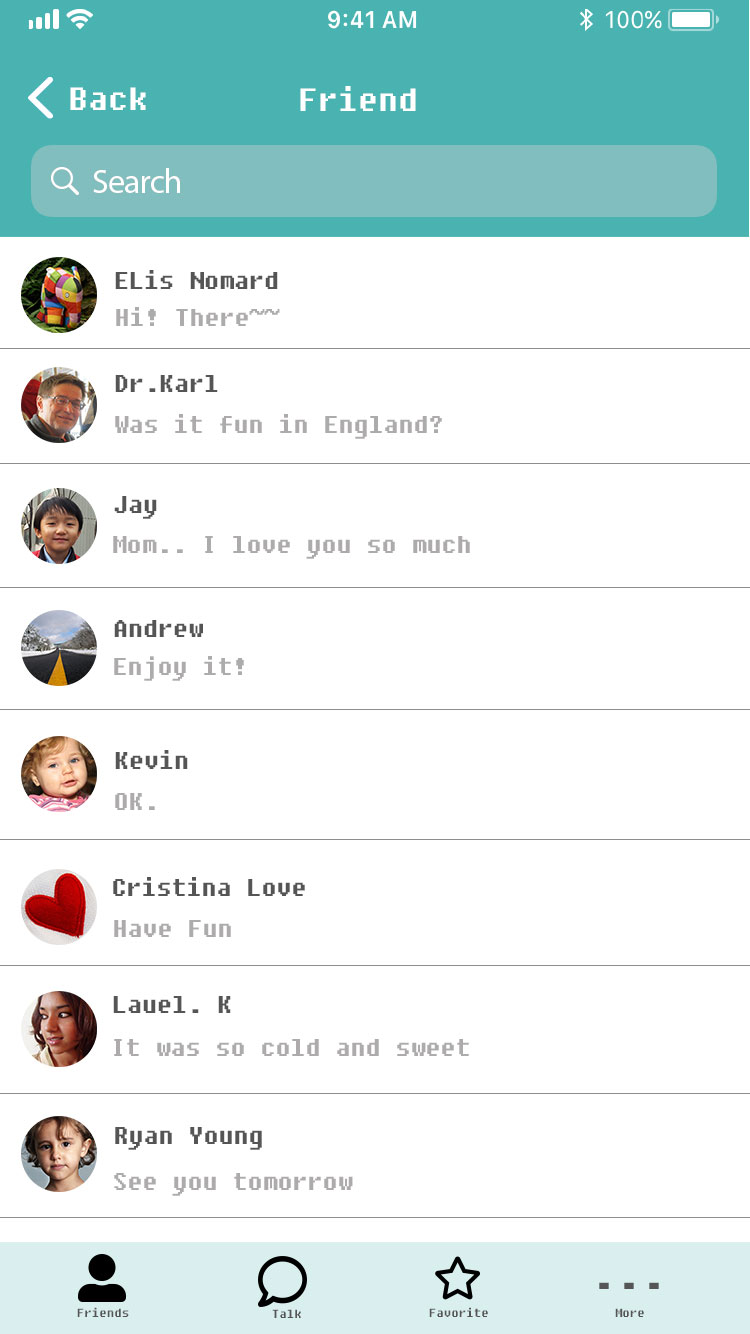 9:41 AM
100%
Back
Friend
Search
ELis Nomard
Hi! There~~
Dr.Karl
Was it fun in England?
Jay
Mom.. I love you so much
Andrew
Enjoy it!
Kevin
OK.
Cristina Love
Have Fun
Lauel. K
It was so cold and sweet
Ryan Young
See you tomorrow
Friends
Talk
Favorite
More